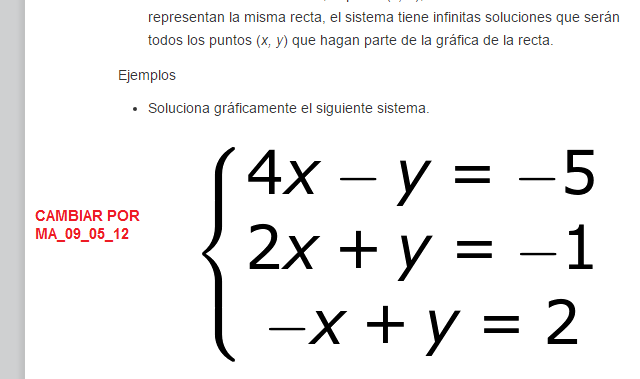 representan la misma recta, el sistema tiene infinitas soluciones que serán
todos los puntos (x, y) que hagan parte de la gráfica de la recta.
Ejemplos
• Soluciona gráficamente el siguiente sistema.
4x − y = −5
CAMBIAR POR
MA_09_05_12
2x + y = −1
−x + y = 2